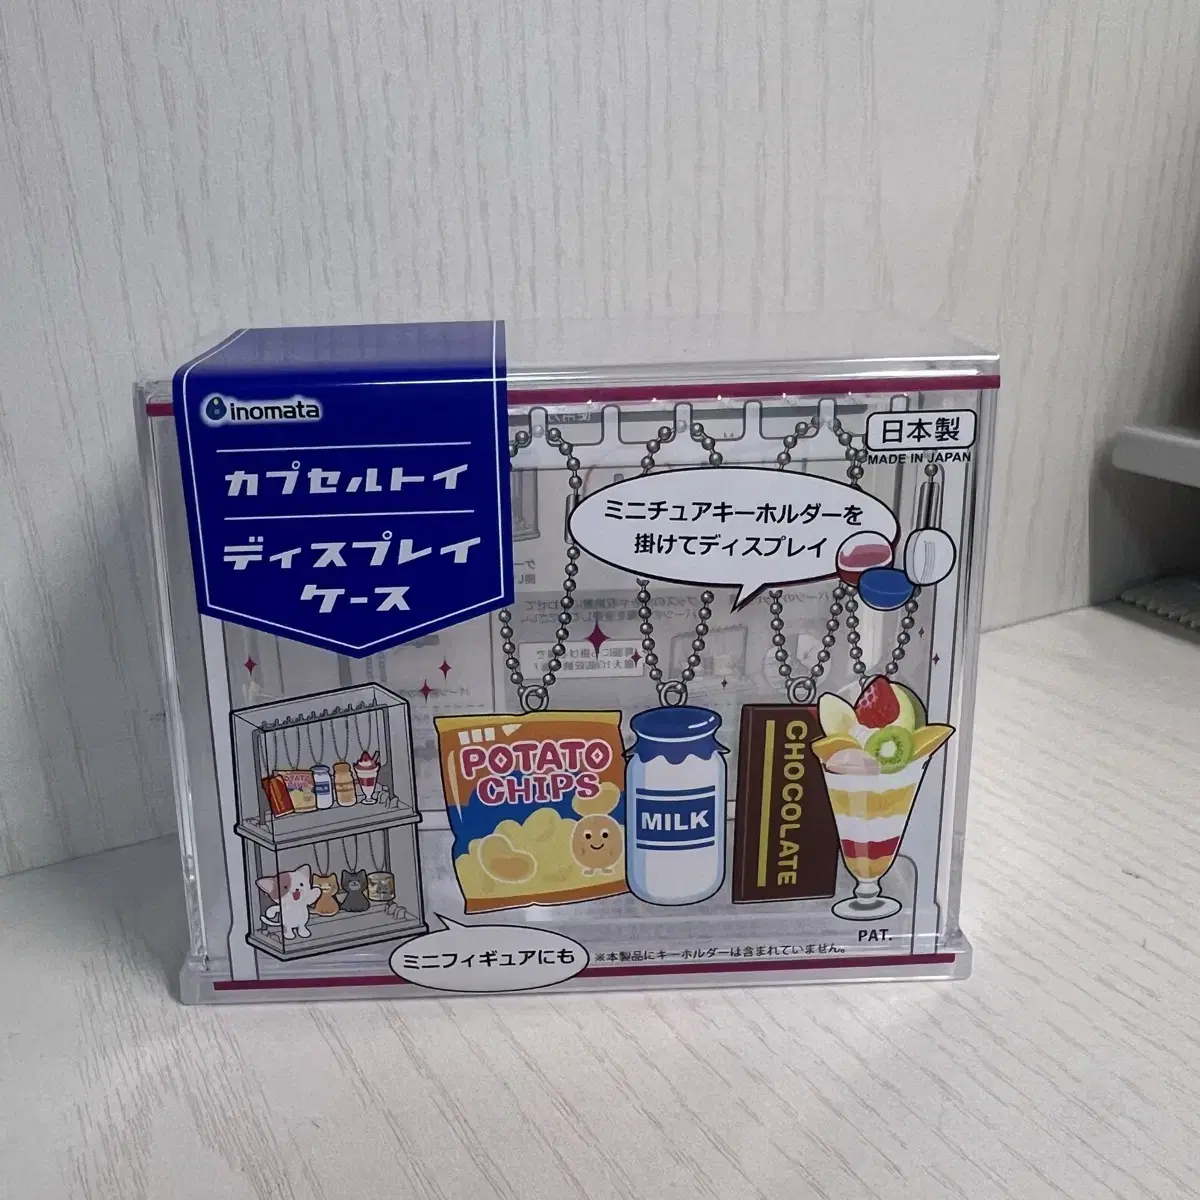 inomata
カプセルトイ
ディスプレイ
ケース
日本製
MADE IN JAPAN
ミニチュアキーホルダーを
掛けてディスプレイ
POTATO
CHIPS
MILK
CHOCOLATE
PAT.
ミニフィギュアにも
※本製品にキーホルダーは含まれていません。